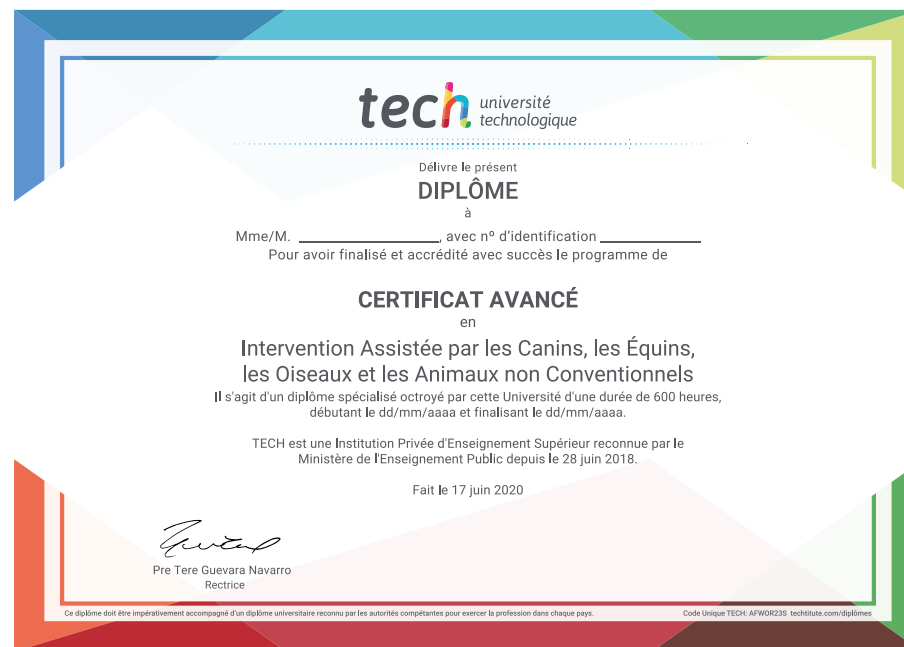 tech université
technologique
Délivre le présent
DIPLÔME
à
Mme/M. ____________________, avec nº d'identification ______________
Pour avoir finalisé et accrédité avec succès le programme de
CERTIFICAT AVANCÉ
en
Intervention Assistée par les Canins, les Équins,
les Oiseaux et les Animaux non Conventionnels
Il s'agit d'un diplôme spécialisé octroyé par cette Université d'une durée de 600 heures,
débutant le dd/mm/aaaa et finalisant le dd/mm/aaaa.
TECH est une Institution Privée d'Enseignement Supérieur reconnue par le
Ministère de l'Enseignement Public depuis le 28 juin 2018.
Fait le 17 juin 2020
Pre Tere Guevara Navarro
Rectrice
Ce diplôme doit être impérativement accompagné d'un diplôme universitaire reconnu par les autorités compétentes pour exercer la profession dans chaque pays.
Code Unique TECH: AFWOR23S techtitute.com/diplômes